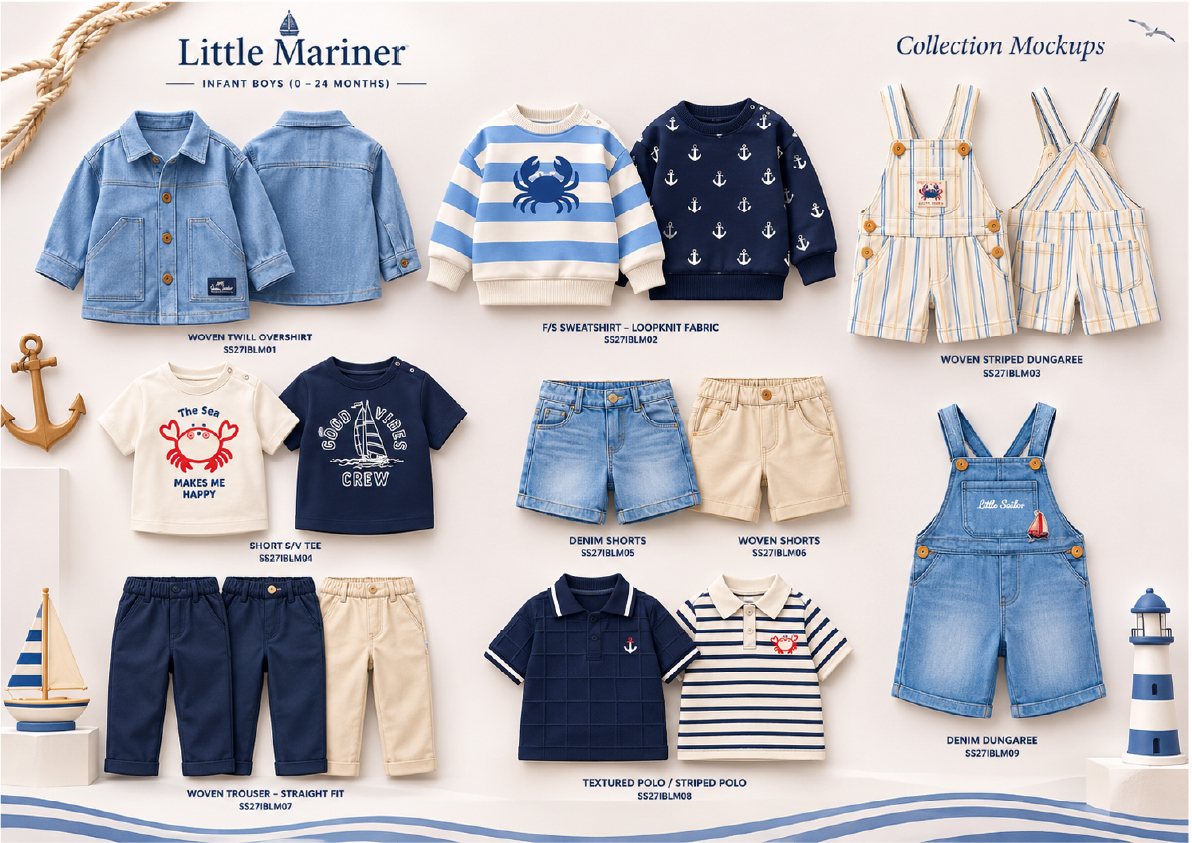 Little Mariner
INFANT BOYS (0 – 24 MONTHS)
Collection Mockups
WOVEN TWILL OVERSHIRT
SS27IBLM01
F/S SWEATSHIRT – LOOPKNIT FABRIC
SS27IBLM02
WOVEN STRIPED DUNGAREE
SS27IBLM03
The Sea
MAKES ME
HAPPY
GOOD VIBES
CREW
SHORT S/V TEE
SS27IBLM04
DENIM SHORTS
SS27IBLM05
WOVEN SHORTS
SS27IBLM06
Little Sailor
WOVEN TROUSER – STRAIGHT FIT
SS27IBLM07
TEXTURED POLO / STRIPED POLO
SS27IBLM08
DENIM DUNGAREE
SS27IBLM09